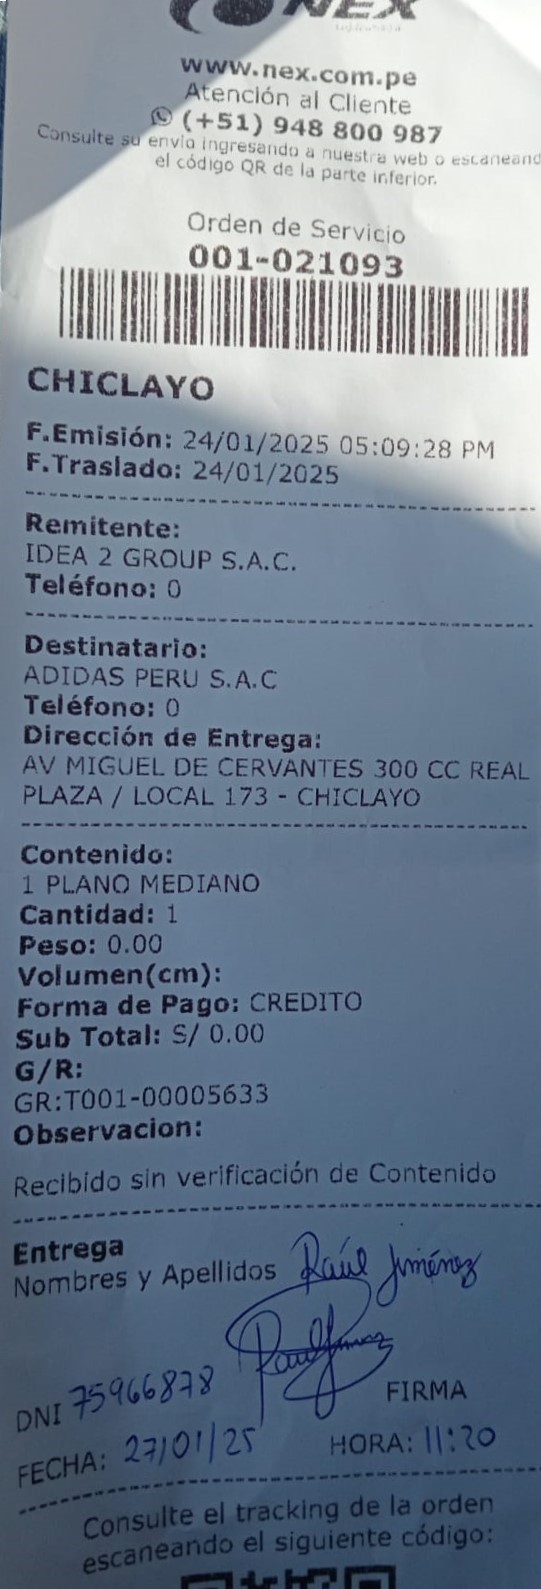 NEX
www.nex.com.pe
Atención al Cliente
(+51) 948 800 987
Consulte su envío ingresando a nuestra web o escaneand
el código QR de la parte inferior.
Orden de Servicio
001-021093
CHICLAYO
F.Emisión: 24/01/2025 05:09:28 PM
F.Traslado: 24/01/2025
Remitente:
IDEA 2 GROUP S.A.C.
Teléfono: 0
Destinatario:
ADIDAS PERU S.A.C
Teléfono: 0
Dirección de Entrega:
AV MIGUEL DE CERVANTES 300 CC REAL
PLAZA / LOCAL 173 - CHICLAYO
Contenido:
1 PLANO MEDIANO
Cantidad: 1
Peso: 0.00
Volumen(cm):
Forma de Pago: CREDITO
Sub Total: S/ 0.00
G/R:
GR:T001-00005633
Observacion:
Recibido sin verificación de Contenido
Entrega
Nombres y Apellidos Raúl Jiménez
DNI 75966878 FIRMA
FECHA: 27/01/25 HORA: 11:20
Consulte el tracking de la orden
escaneando el siguiente código: